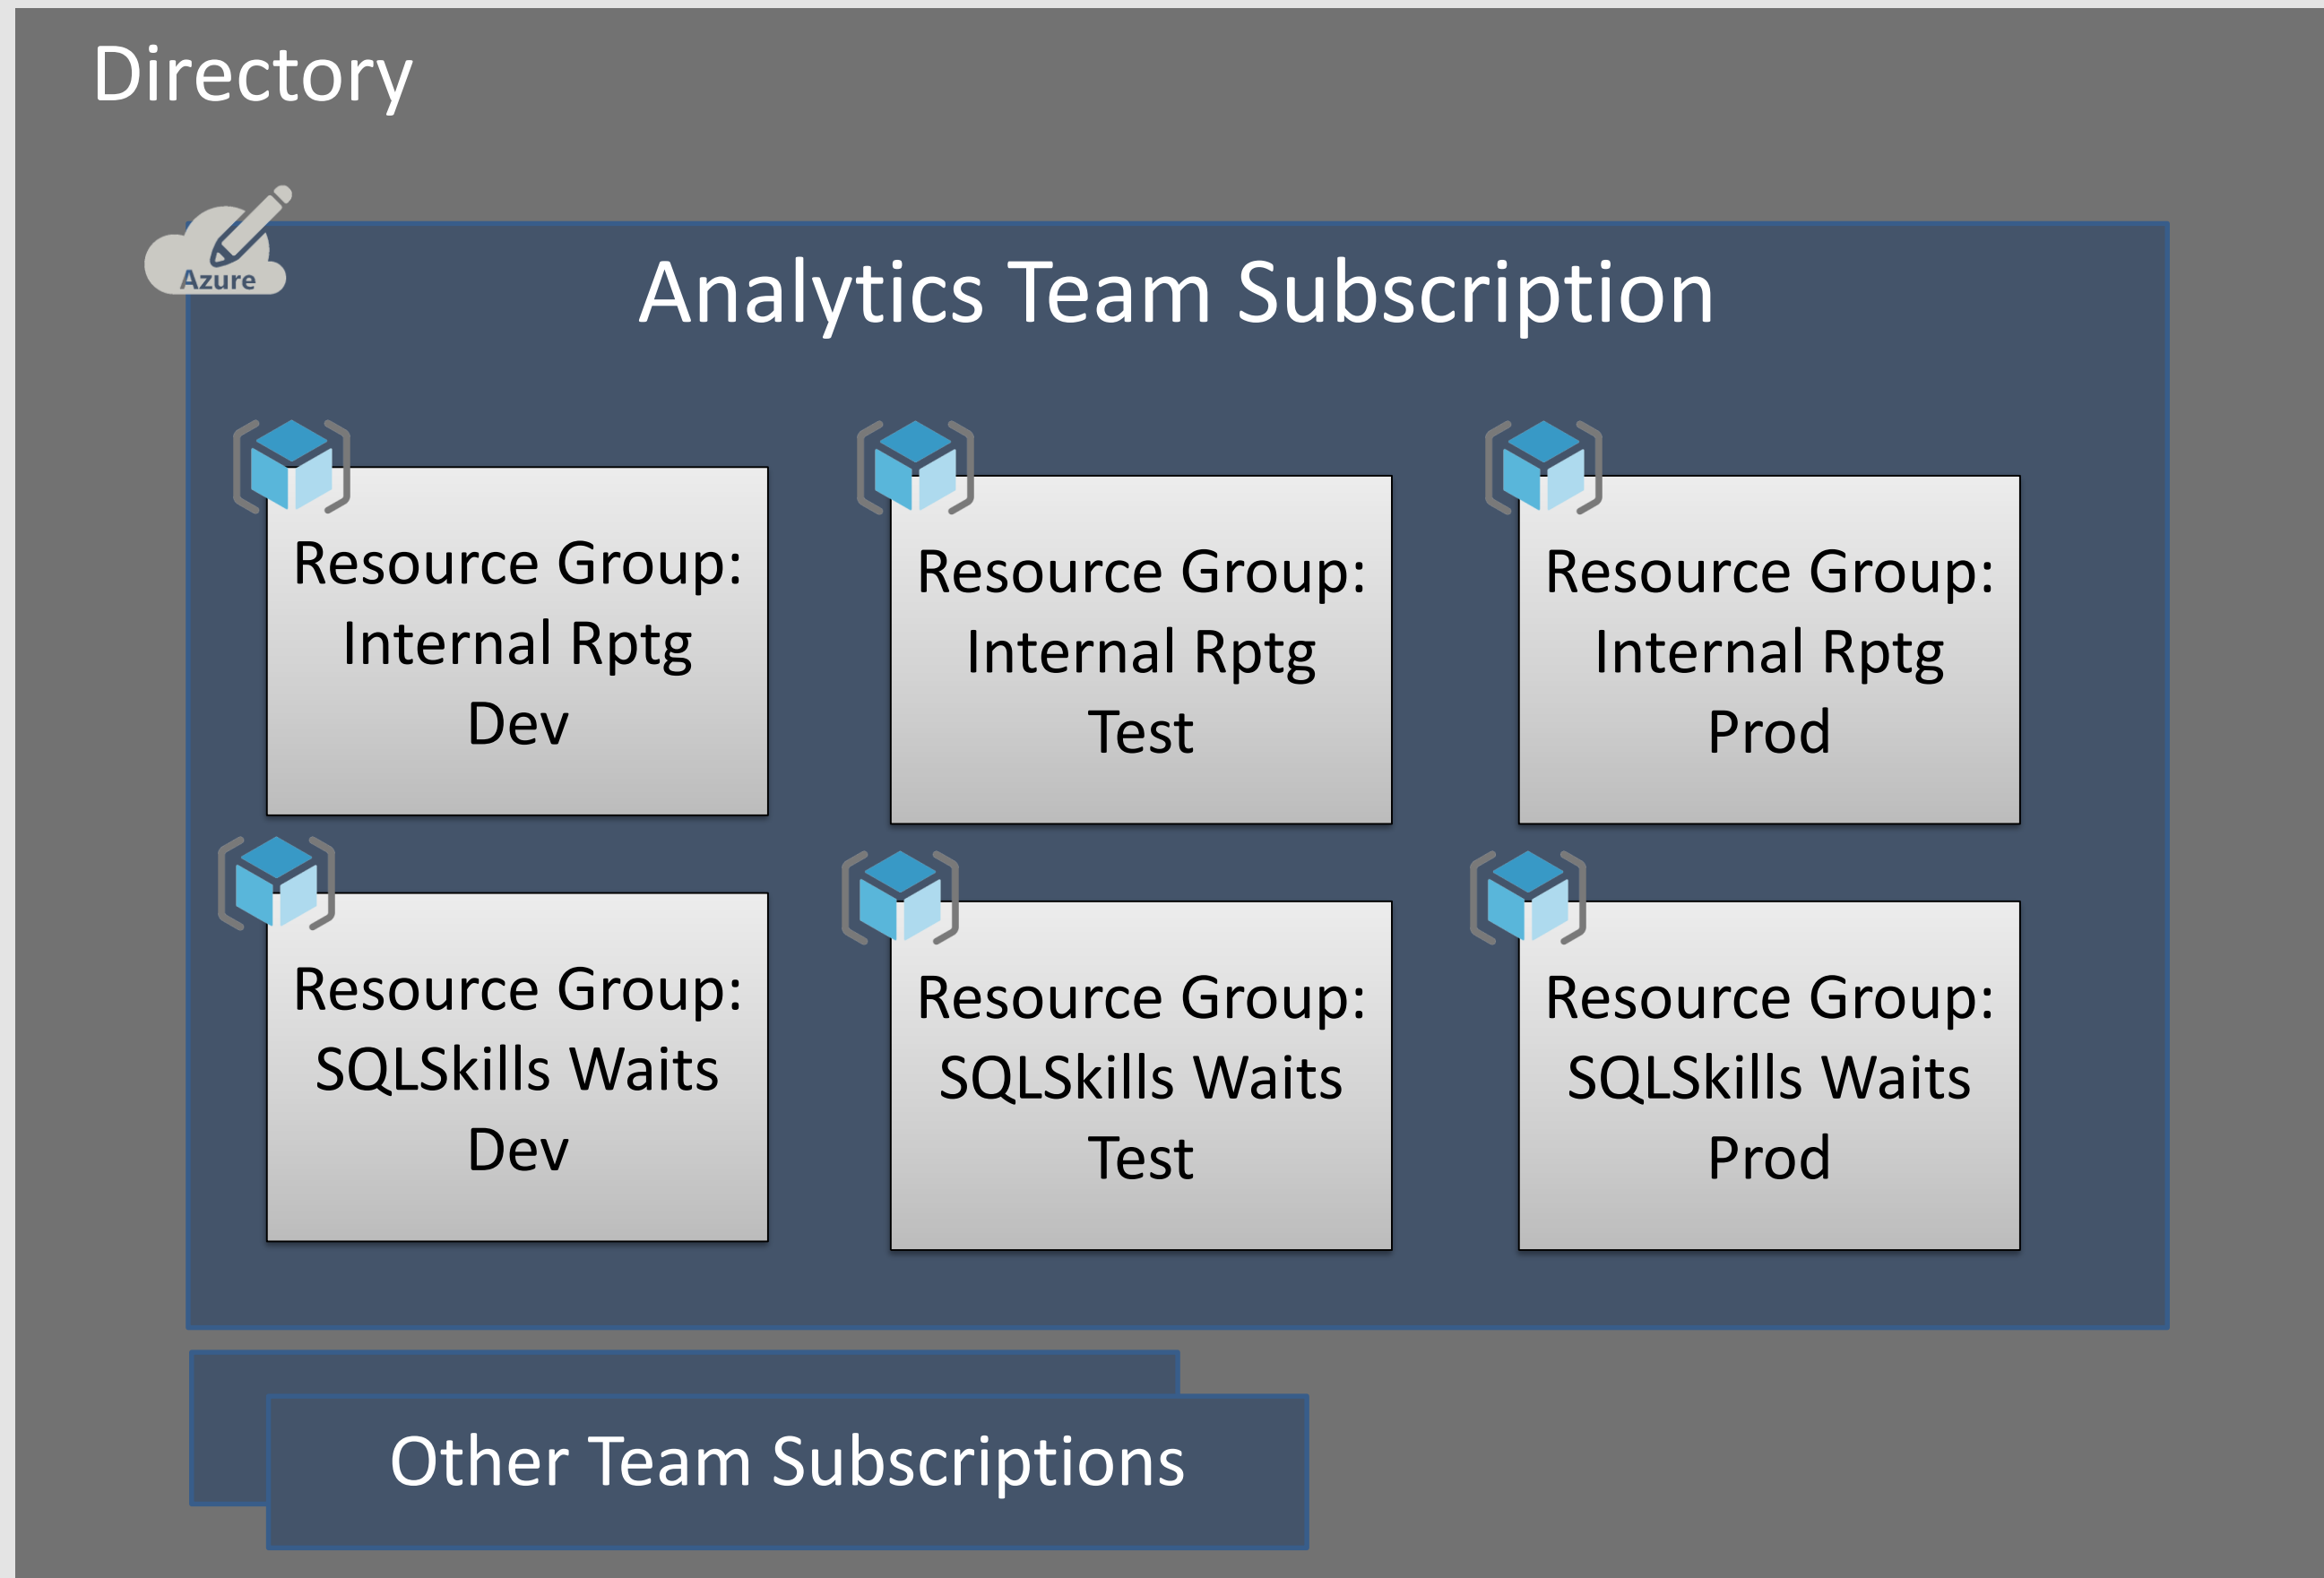 Directory
Azure
Analytics Team Subscription
Resource Group:
Internal Rptg
Dev
Resource Group:
Internal Rptg
Test
Resource Group:
Internal Rptg
Prod
Resource Group:
SQLSkills Waits
Dev
Resource Group:
SQLSkills Waits
Test
Resource Group:
SQLSkills Waits
Prod
Other Team Subscriptions